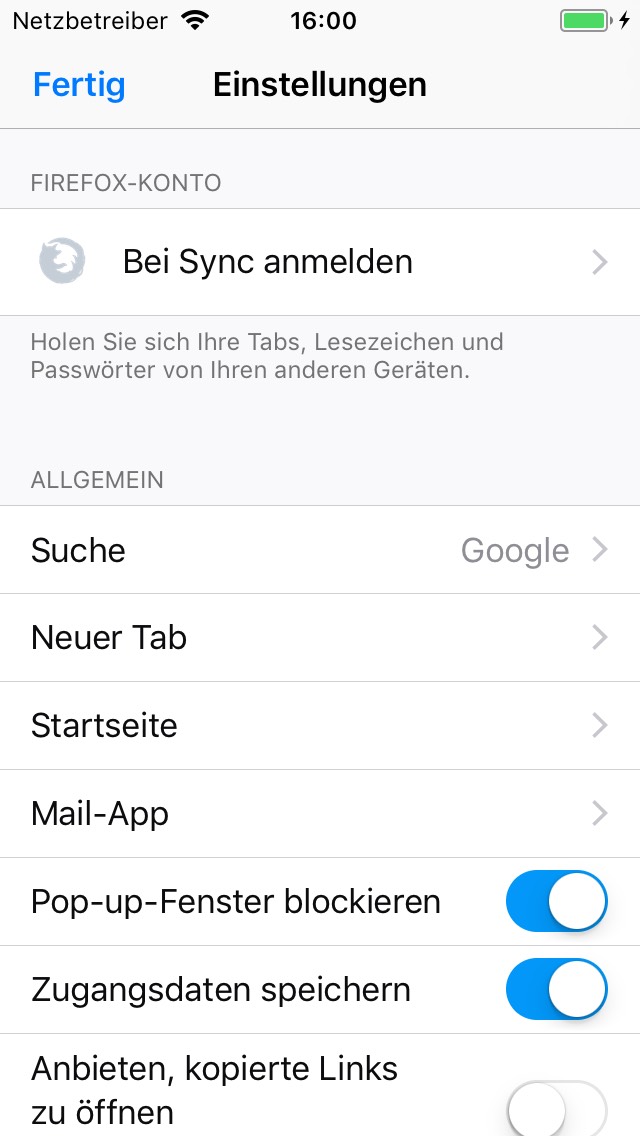 Netzbetreiber 16:00
Fertig Einstellungen
FIREFOX-KONTO
Bei Sync anmelden
Holen Sie sich Ihre Tabs, Lesezeichen und
Passwörter von Ihren anderen Geräten.
ALLGEMEIN
Suche Google
Neuer Tab
Startseite
Mail-App
Pop-up-Fenster blockieren
Zugangsdaten speichern
Anbieten, kopierte Links
zu öffnen